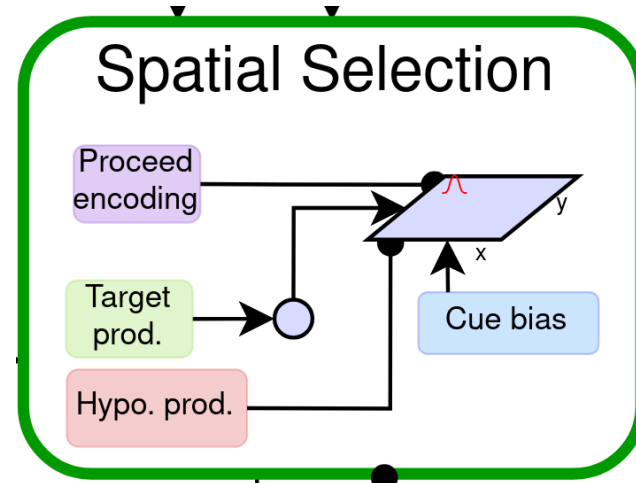 Spatial Selection
Proceed
encoding
y
x
Target
prod.
Cue bias
Hypo. prod.